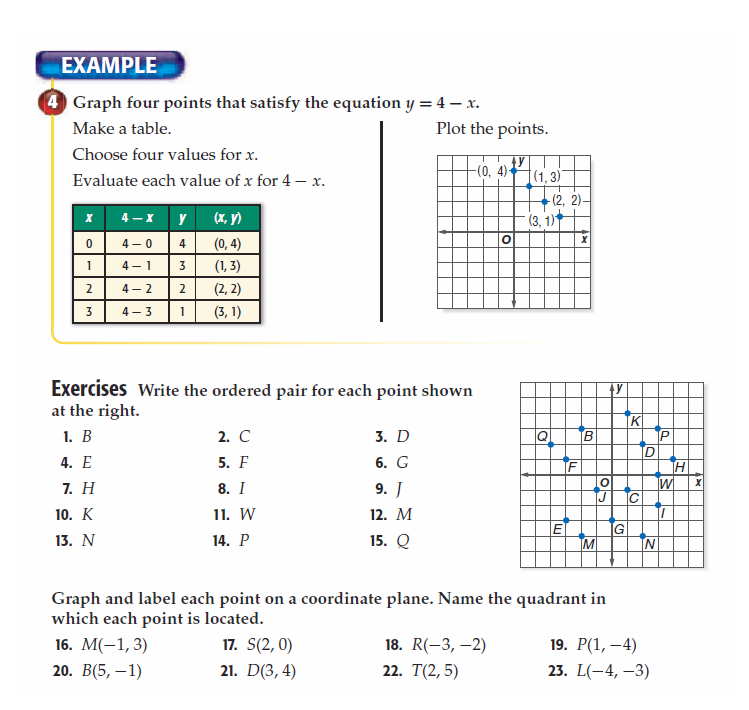 EXAMPLE
4 Graph four points that satisfy the equation y = 4 − x.
Make a table.
Choose four values for x.
Evaluate each value of x for 4 − x.
x 4 − x y (x, y)
0 4 − 0 4 (0, 4)
1 4 − 1 3 (1, 3)
2 4 − 2 2 (2, 2)
3 4 − 3 1 (3, 1)
Plot the points.
y
(0, 4)
(1, 3)
(2, 2)
(3, 1)
O x
Exercises Write the ordered pair for each point shown
at the right.
1. B 2. C 3. D
4. E 5. F 6. G
7. H 8. I 9. J
10. K 11. W 12. M
13. N 14. P 15. Q
y
K
Q B P
D
F H
O W x
J C
I
E G
M N
Graph and label each point on a coordinate plane. Name the quadrant in
which each point is located.
16. M(−1, 3) 17. S(2, 0) 18. R(−3, −2) 19. P(1, −4)
20. B(5, −1) 21. D(3, 4) 22. T(2, 5) 23. L(−4, −3)